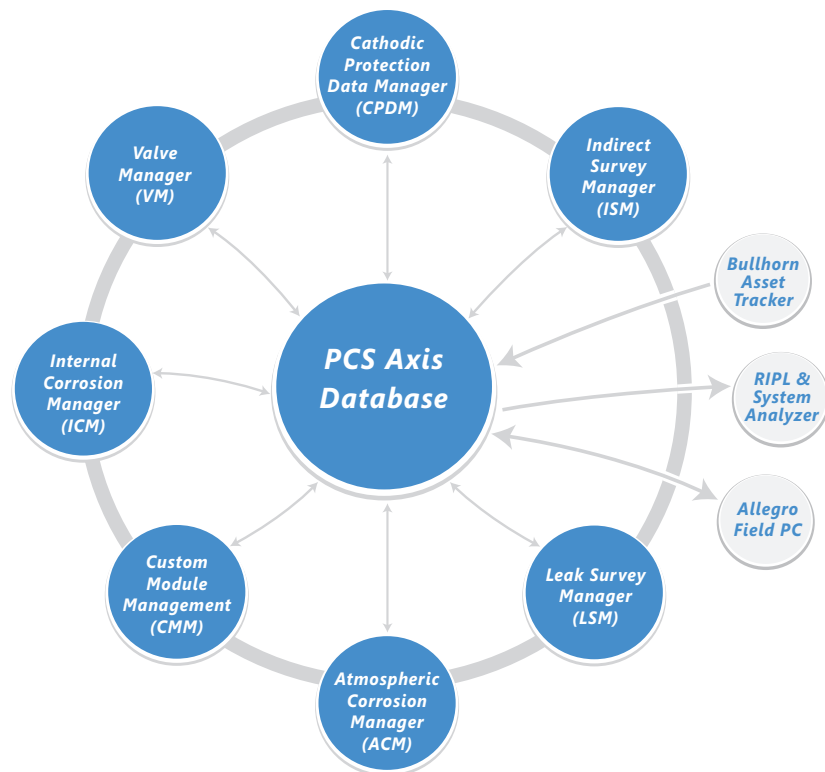 Cathodic
Protection
Data Manager
(CPDM)
Valve
Manager
(VM)
Indirect
Survey
Manager
(ISM)
Bullhorn
Asset
Tracker
PCS Axis
Database
Internal
Corrosion
Manager
(ICM)
RIPL &
System
Analyzer
Allegro
Field PC
Custom
Module
Management
(CMM)
Leak Survey
Manager
(LSM)
Atmospheric
Corrosion
Manager
(ACM)